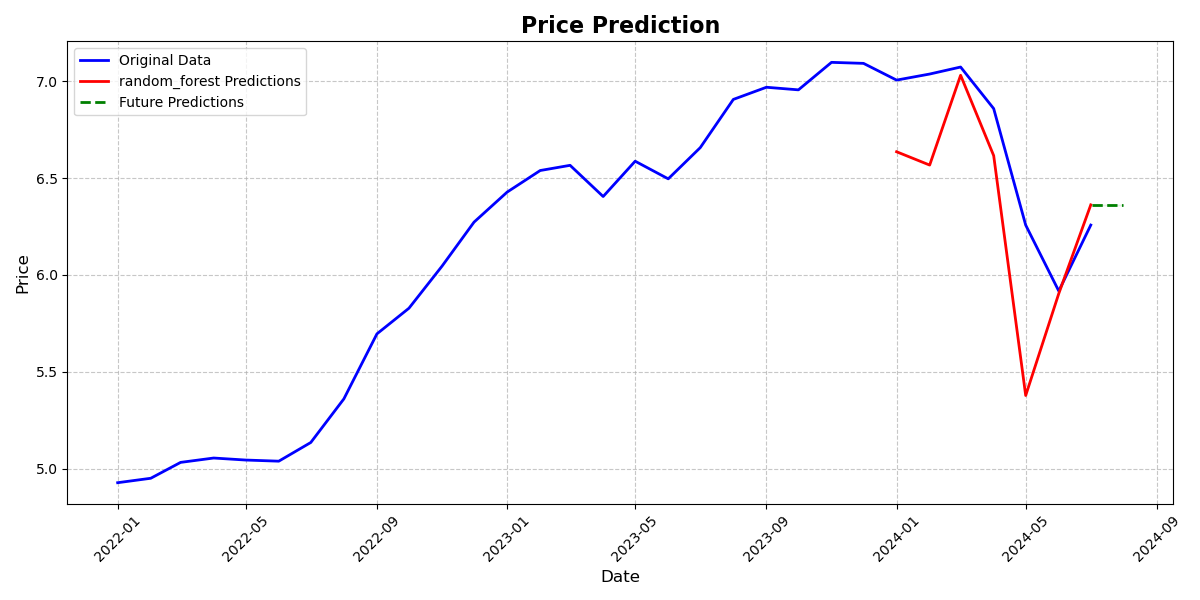 Price Prediction
Original Data
random_forest Predictions
Future Predictions
Price
7.0
6.5
6.0
5.5
5.0
2022-01
2022-05
2022-09
2023-01
2023-05
2023-09
2024-01
2024-05
2024-09
Date